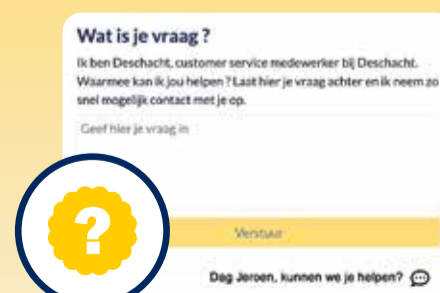 Wat is je vraag ?
Ik ben Deschacht, customer service medewerker bij Deschacht.
Waarmee kan ik jou helpen ? Laat hier je vraag achter en ik neem zo
snel mogelijk contact met je op.
Geef hier je vraag in
Verstuur
?
Dag Jeroen, kunnen we je helpen?